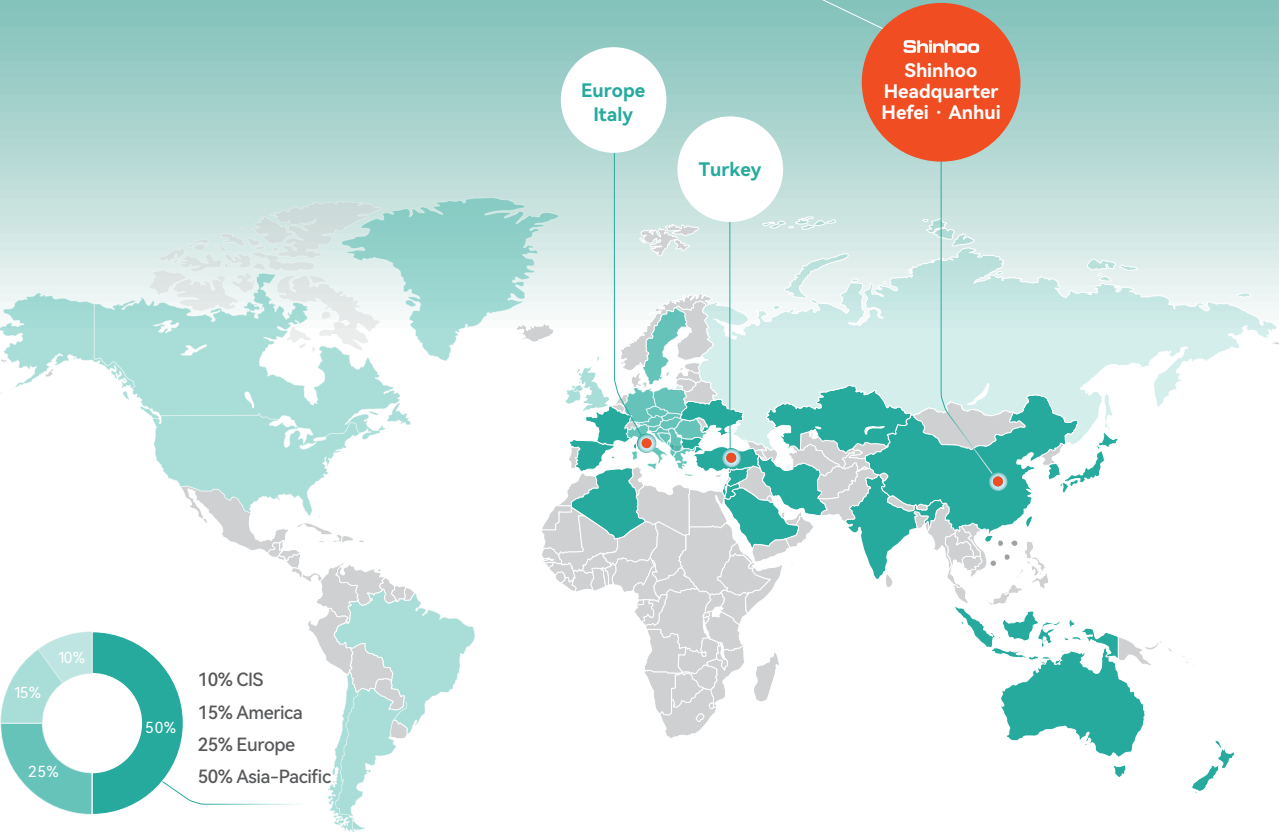 Shinhoo
Shinhoo
Headquarter
Hefei · Anhui
Europe
Italy
Turkey
10%
15%
50%
25%
10% CIS
15% America
25% Europe
50% Asia-Pacific